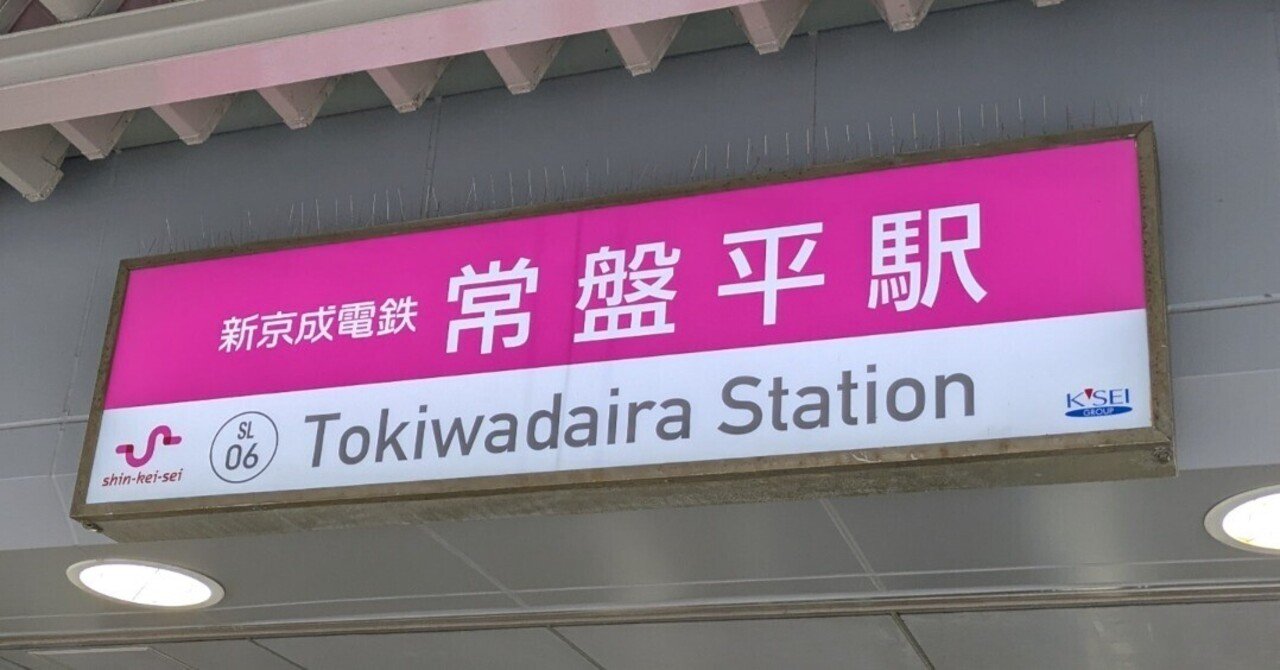 新京成電鉄 常盤平駅
shin-kei-sei
SL
06
Tokiwadaira Station
K'SEI
GROUP